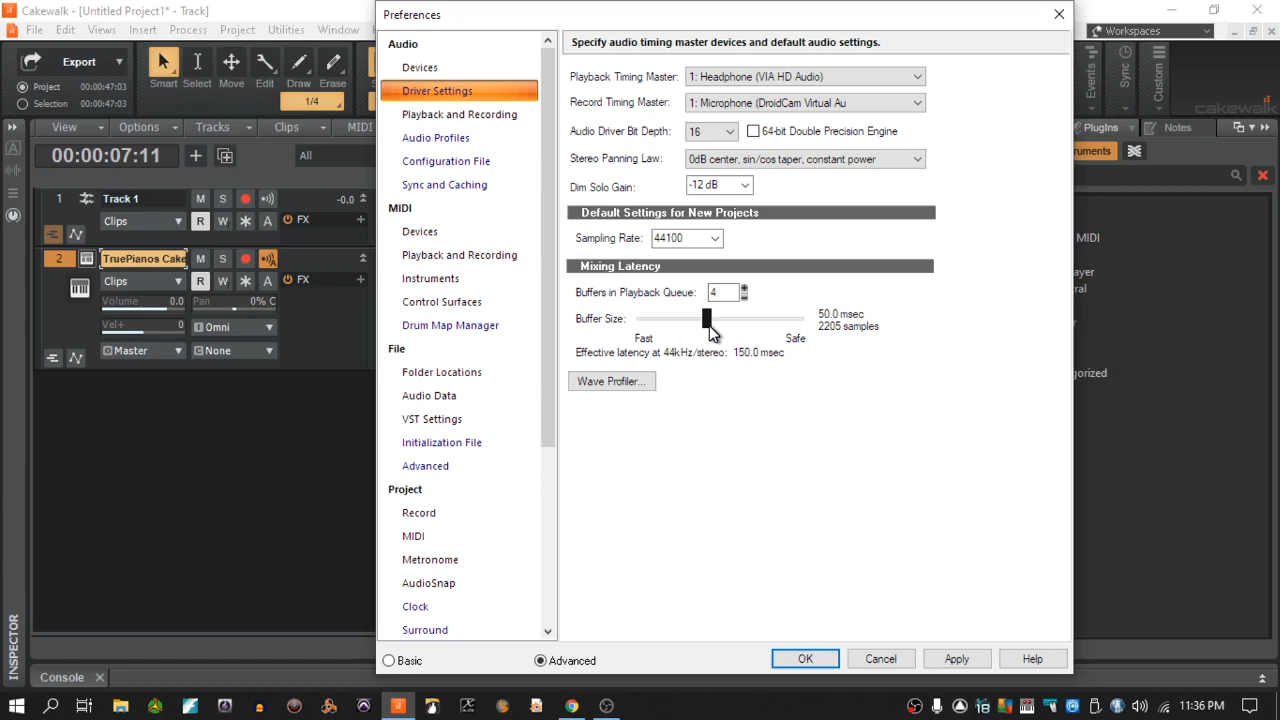 Cakewalk - [Untitled Project1* - Track]
File Edit Views Insert Process Project Utilities Window
Export
Project 00:00:47:03
Selection 00:00:47:03
Smart Select Move Edit Draw Erase
1/4
View Options Tracks Clips MIDI
00:00:07:11
All
1 Track 1 M S -0.0
Clips R W A FX
2 TruePianos Cake M S
Clips R W A FX
Volume 0.0 Pan 0% C
Vel+ 0 Omni
Master None
INSPECTOR
Console
Preferences
Audio
Devices
Driver Settings
Playback and Recording
Audio Profiles
Configuration File
Sync and Caching
MIDI
Devices
Playback and Recording
Instruments
Control Surfaces
Drum Map Manager
File
Folder Locations
Audio Data
VST Settings
Initialization File
Advanced
Project
Record
MIDI
Metronome
AudioSnap
Clock
Surround
Basic
Advanced
Specify audio timing master devices and default audio settings.
Playback Timing Master: 1: Headphone (VIA HD Audio)
Record Timing Master: 1: Microphone (DroidCam Virtual Au
Audio Driver Bit Depth: 16 64-bit Double Precision Engine
Stereo Panning Law: 0dB center, sin/cos taper, constant power
Dim Solo Gain: -12 dB
Default Settings for New Projects
Sampling Rate: 44100
Mixing Latency
Buffers in Playback Queue: 4
Buffer Size: 50.0 msec
2205 samples
Fast Safe
Effective latency at 44kHz/stereo: 150.0 msec
Wave Profiler...
OK Cancel Apply Help
Workspaces
Events
Sync
Custom
cakewalk
PlugIns Notes
uments
MIDI
ayer
ral
gorized
11:36 PM